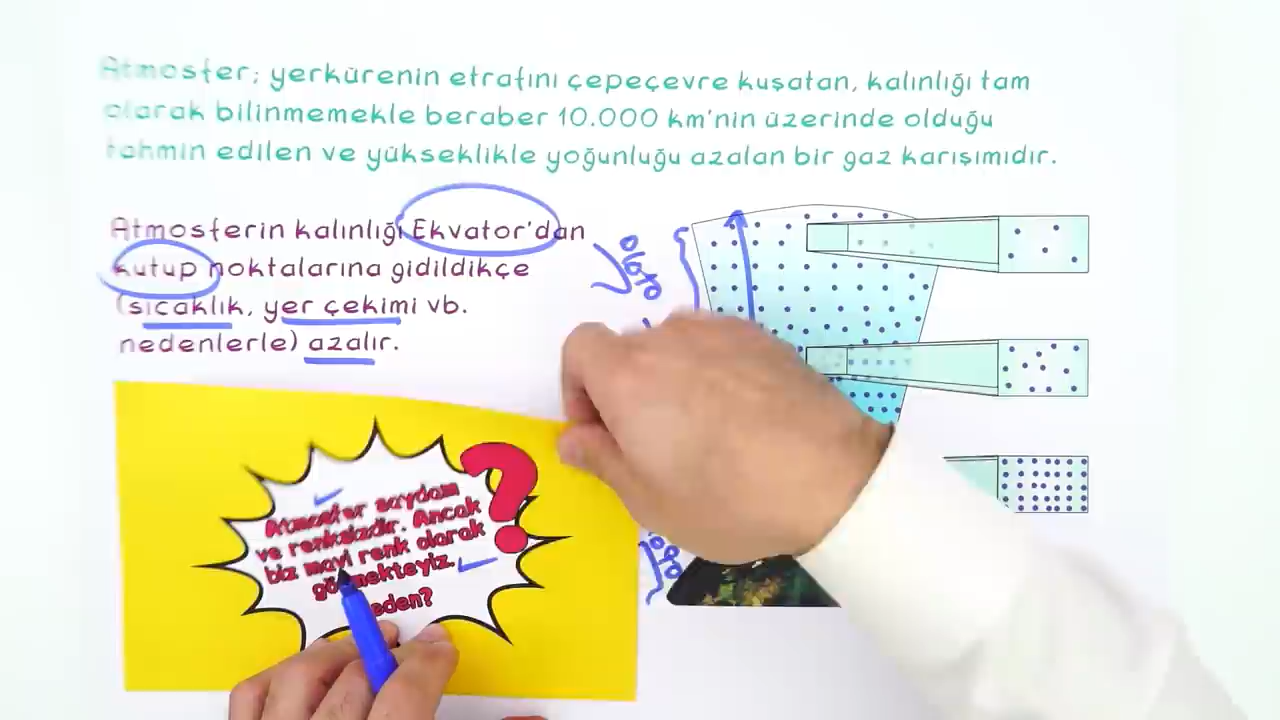 Atmosfer; yerkürenin etrafını çepeçevre kuşatan, kalınlığı tam
olarak bilinmemekle beraber 10.000 km'nin üzerinde olduğu
tahmin edilen ve yükseklikle yoğunluğu azalan bir gaz karışımıdır.
Atmosferin kalınlığı Ekvator'dan
kutup noktalarına gidildikçe
(sıcaklık, yer çekimi vb.
nedenlerle) azalır.
Atmosfer saydam
ve renksizdir. Ancak
biz mavi renk olarak
görmekteyiz.
?